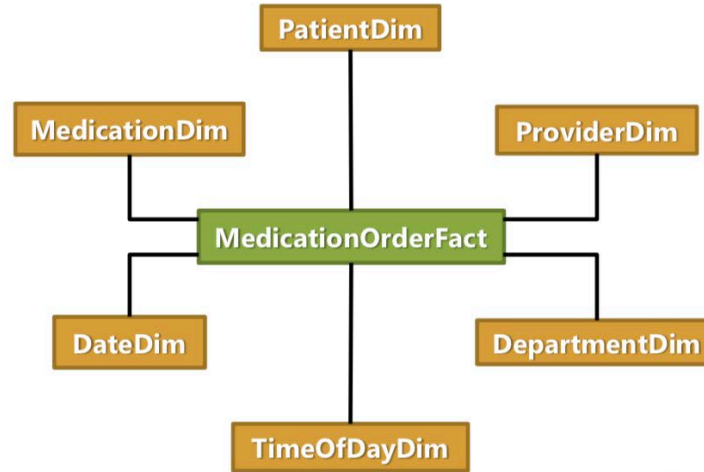 PatientDim
MedicationDim
ProviderDim
MedicationOrderFact
DateDim
DepartmentDim
TimeOfDayDim